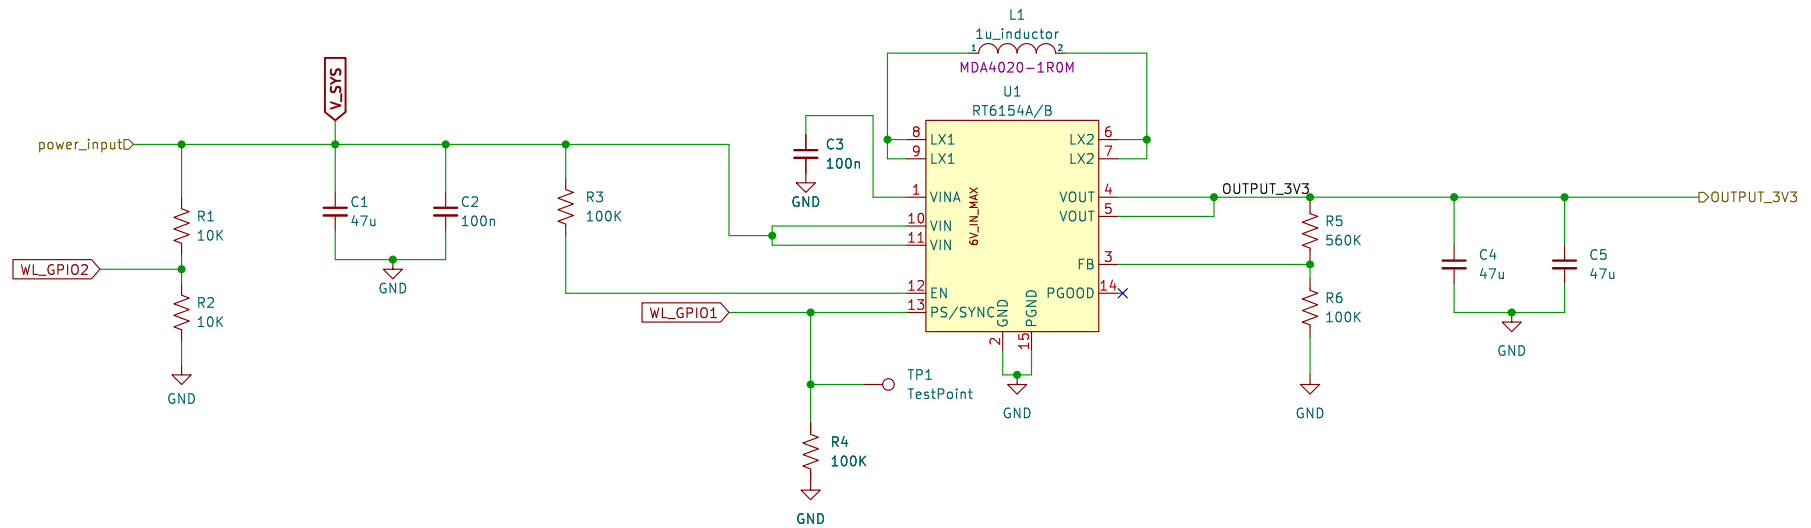 L1
1u_inductor
1
2
MDA4020-1R0M
U1
RT6154A/B
V_SYS
power_input
8
LX1
9
LX1
LX2
6
LX2
7
C3
100n
GND
1
VINA
6V_IN_MAX
VOUT
4
VOUT
5
OUTPUT_3V3
OUTPUT_3V3
R1
10K
C1
47u
C2
100n
R3
100K
10
VIN
11
VIN
R5
560K
FB
3
C4
47u
C5
47u
WL_GPIO2
GND
12
EN
PGOOD
14
R2
10K
WL_GPIO1
13
PS/SYNC
GND
PGND
2
15
R6
100K
GND
GND
TP1
TestPoint
GND
GND
R4
100K
GND